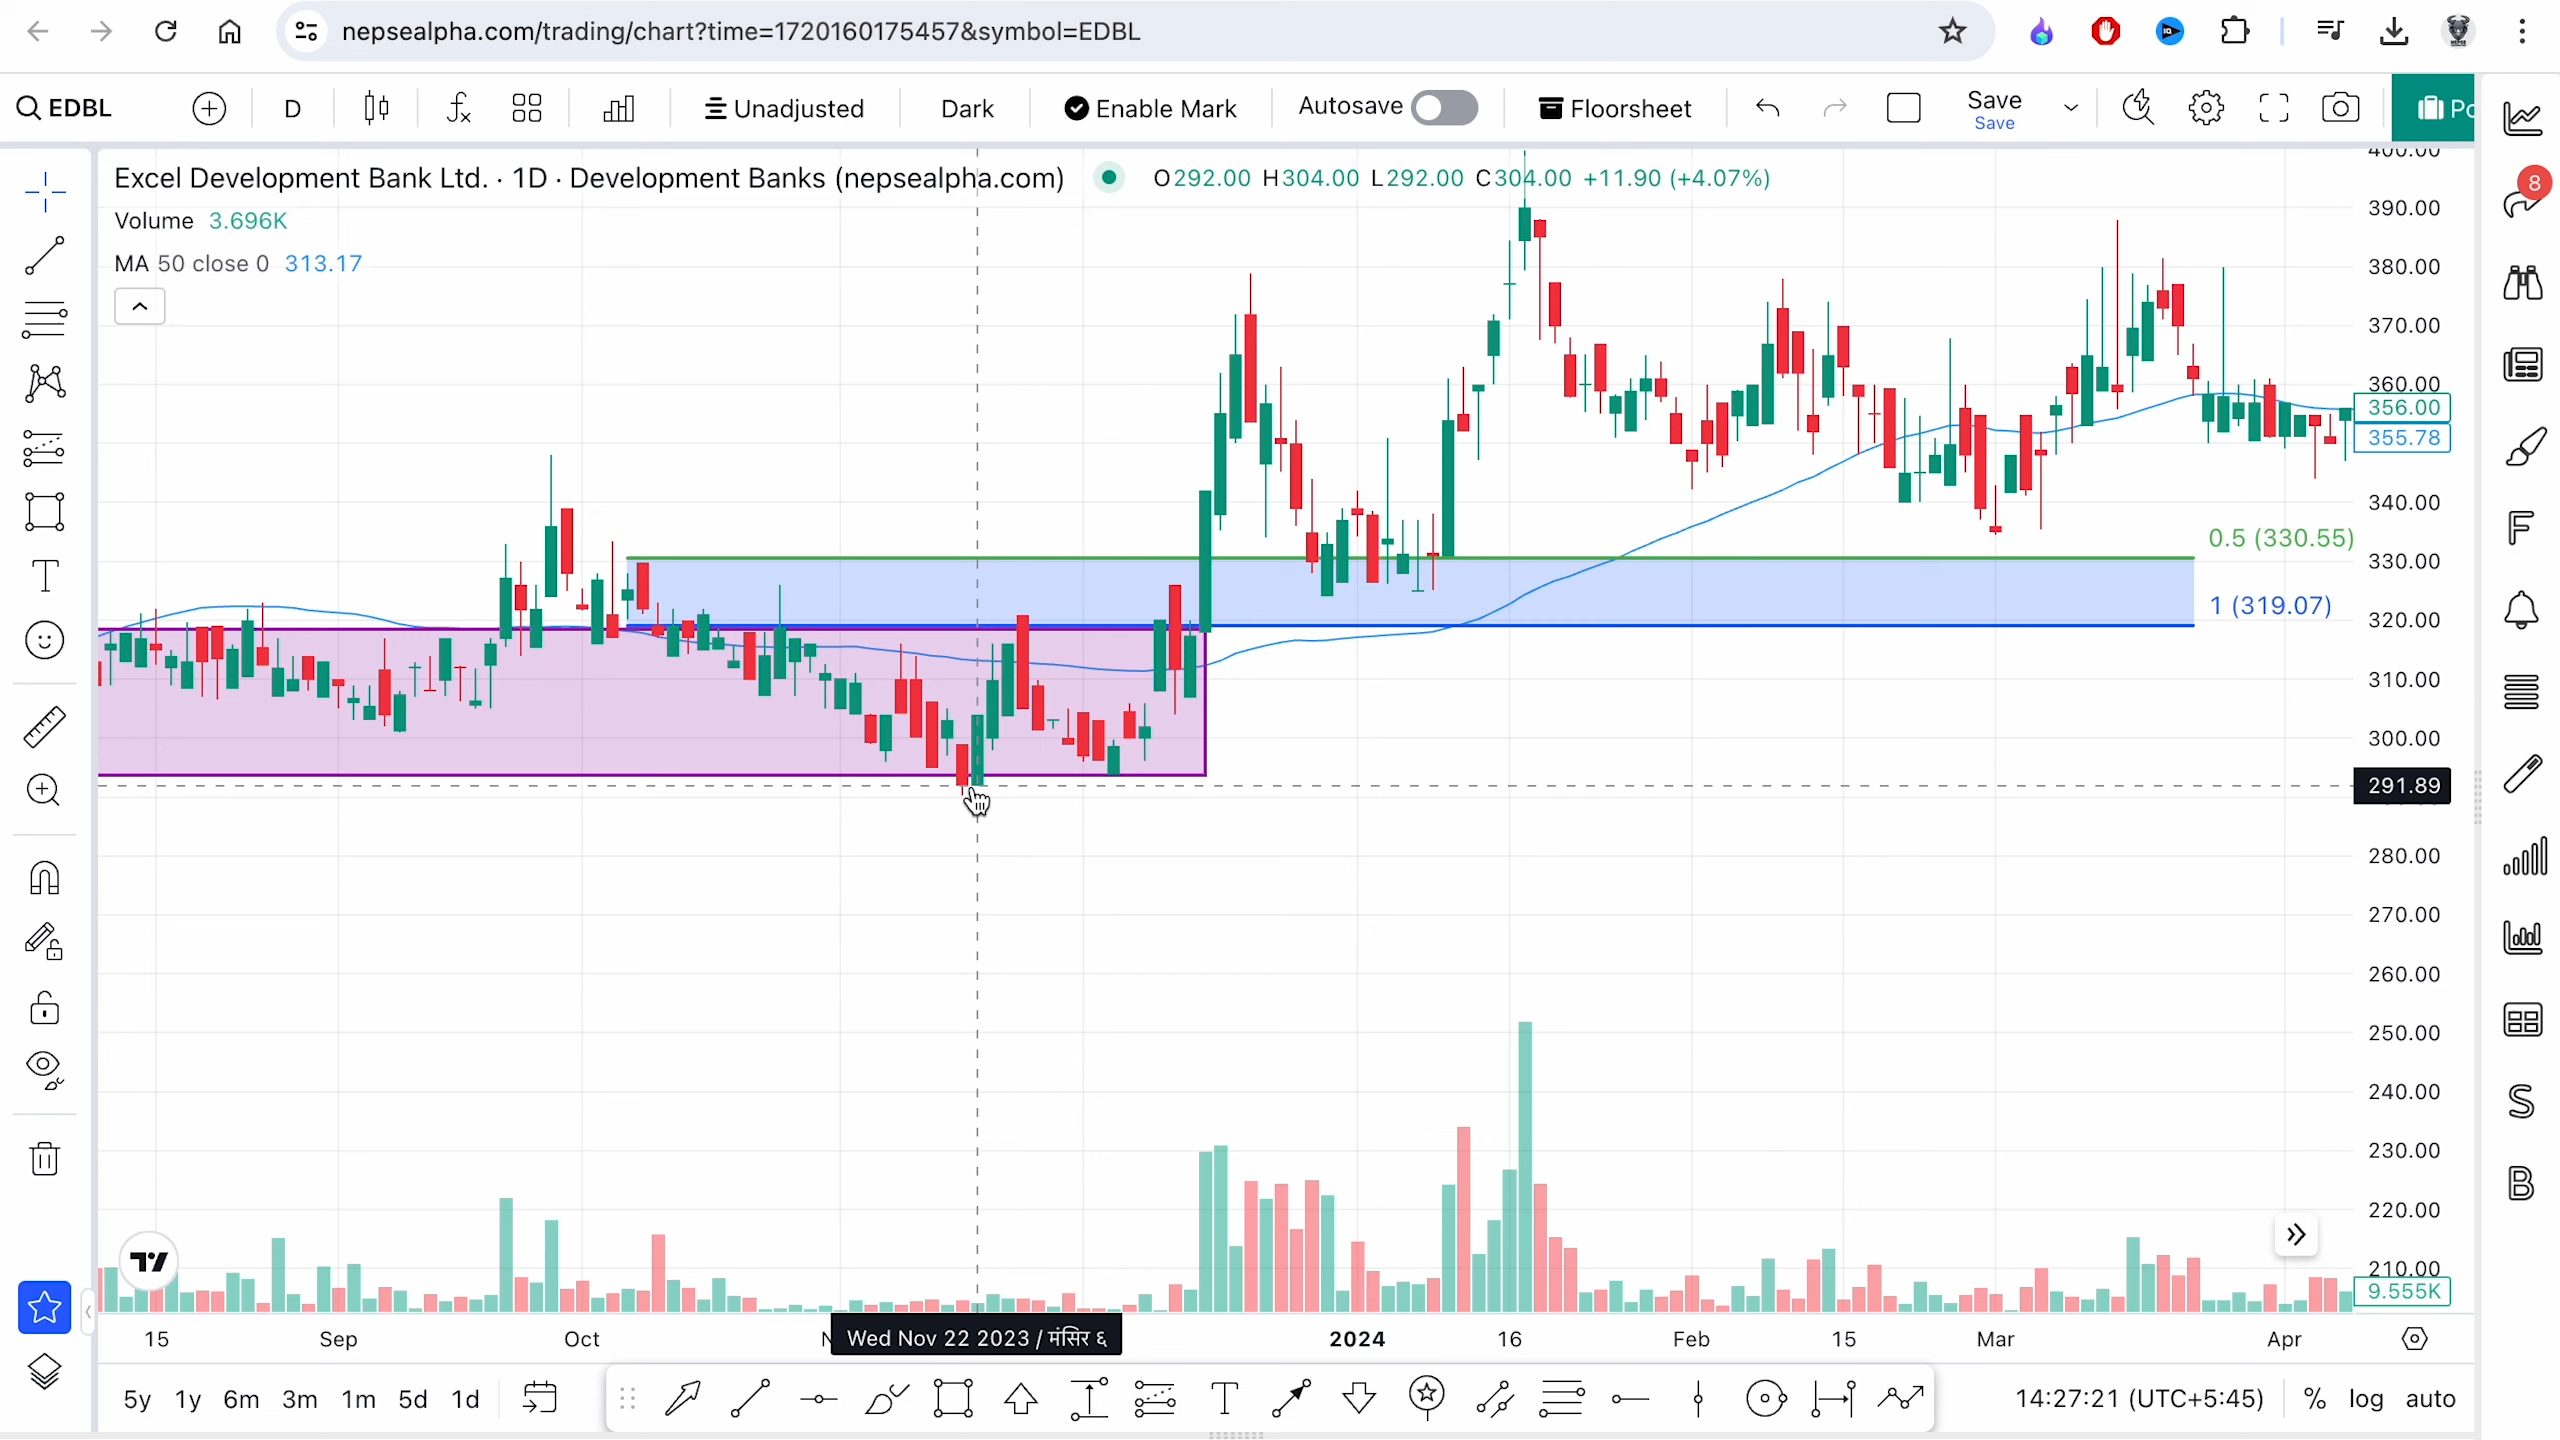 nepsealpha.com/trading/chart?time=1720160175457&symbol=EDBL
EDBL D Unadjusted Dark Enable Mark Autosave Floorsheet Save
Save
Excel Development Bank Ltd. · 1D · Development Banks (nepsealpha.com) O292.00 H304.00 L292.00 C304.00 +11.90 (+4.07%)
Volume 3.696K
MA 50 close 0 313.17
8
400.00
390.00
380.00
370.00
360.00
356.00
355.78
340.00
0.5 (330.55)
330.00
1 (319.07)
320.00
310.00
300.00
291.89
280.00
270.00
260.00
250.00
240.00
230.00
220.00
210.00
9.555K
15 Sep Oct Wed Nov 22 2023 / मंसिर ६ 2024 16 Feb 15 Mar Apr
5y 1y 6m 3m 1m 5d 1d 14:27:21 (UTC+5:45) % log auto